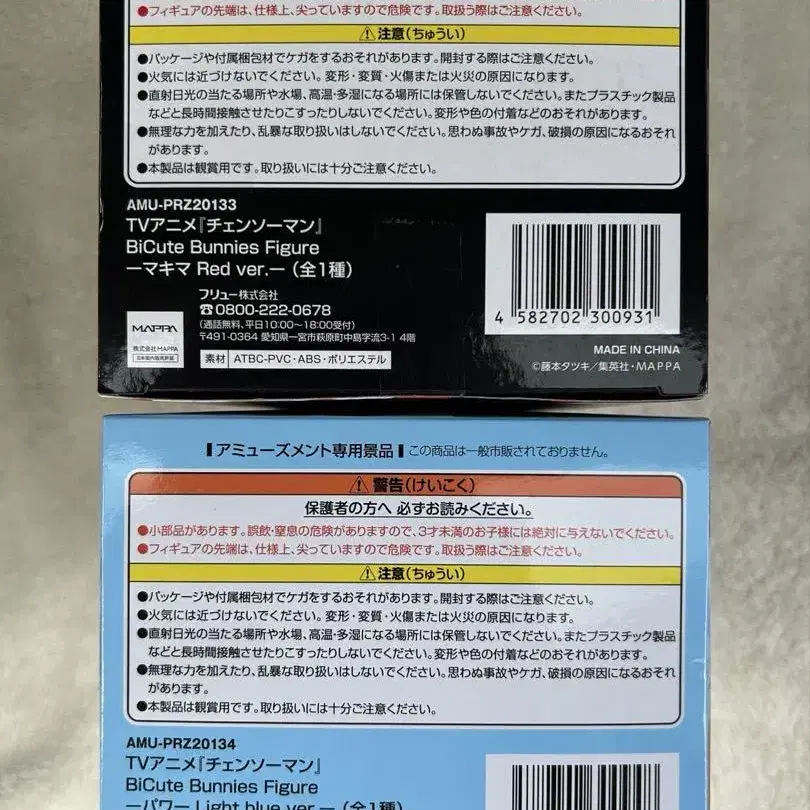 ●フィギュアの先端は、仕様上、尖っていますので危険です。取扱う際はご注意ください。
⚠注意(ちゅうい)
●パッケージや付属梱包材でケガをするおそれがあります。開封する際はご注意ください。
●火気には近づけないでください。変形・変質・火傷または火災の原因になります。
●直射日光の当たる場所や水場、高温・多湿になる場所には保管しないでください。またプラスチック製品
などと長時間接触させたりこすったりしないでください。変形や色の付着などのおそれがあります。
●無理な力を加えたり、乱暴な取り扱いはしないでください。思わぬ事故やケガ、破損の原因になるおそれ
があります。
●本製品は観賞用です。取り扱いには十分ご注意ください。
AMU-PRZ20133
TVアニメ『チェンソーマン』
BiCute Bunnies Figure
ーマキマ Red ver.ー (全1種)
フリュー株式会社
☎0800-222-0678
(通話無料、平日10:00～18:00受付)
〒491-0364 愛知県一宮市萩原町中島字流3-1 4階
MAPPA
株式会社MAPPA
日本国内販売許諾
素材 ATBC-PVC・ABS・ポリエステル
4 582702 300931
MADE IN CHINA
©藤本タツキ／集英社・MAPPA
アミューズメント専用景品 この商品は一般市販されておりません。
⚠警告(けいこく)
保護者の方へ 必ずお読みください。
●小部品があります。誤飲・窒息の危険がありますので、3才未満のお子様には絶対に与えないでください。
●フィギュアの先端は、仕様上、尖っていますので危険です。取扱う際はご注意ください。
⚠注意(ちゅうい)
●パッケージや付属梱包材でケガをするおそれがあります。開封する際はご注意ください。
●火気には近づけないでください。変形・変質・火傷または火災の原因になります。
●直射日光の当たる場所や水場、高温・多湿になる場所には保管しないでください。またプラスチック製品
などと長時間接触させたりこすったりしないでください。変形や色の付着などのおそれがあります。
●無理な力を加えたり、乱暴な取り扱いはしないでください。思わぬ事故やケガ、破損の原因になるおそれ
があります。
●本製品は観賞用です。取り扱いには十分ご注意ください。
AMU-PRZ20134
TVアニメ『チェンソーマン』
BiCute Bunnies Figure
ーパワー Light blue ver.ー (全1種)